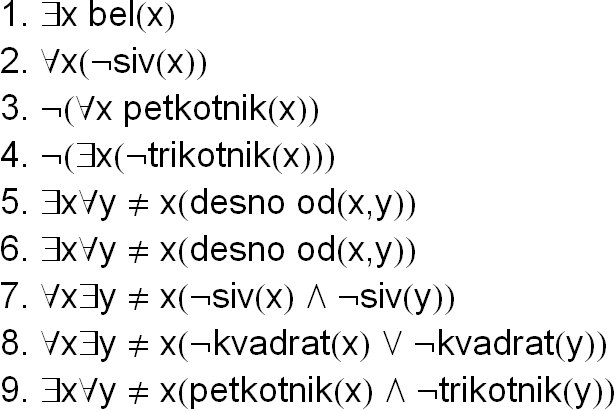 1. ∃x bel(x)
2. ∀x(¬siv(x))
3. ¬(∀x petkotnik(x))
4. ¬(∃x(¬trikotnik(x)))
5. ∃x∀y ≠ x(desno od(x,y))
6. ∃x∀y ≠ x(desno od(x,y))
7. ∀x∃y ≠ x(¬siv(x) ∧ ¬siv(y))
8. ∀x∃y ≠ x(¬kvadrat(x) ∨ ¬kvadrat(y))
9. ∃x∀y ≠ x(petkotnik(x) ∧ ¬trikotnik(y))